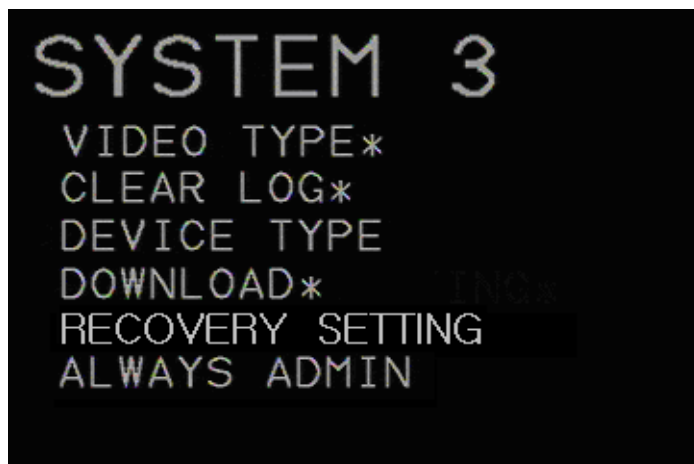 SYSTEM 3
VIDEO TYPE*
CLEAR LOG*
DEVICE TYPE
DOWNLOAD*
RECOVERY SETTING
ALWAYS ADMIN